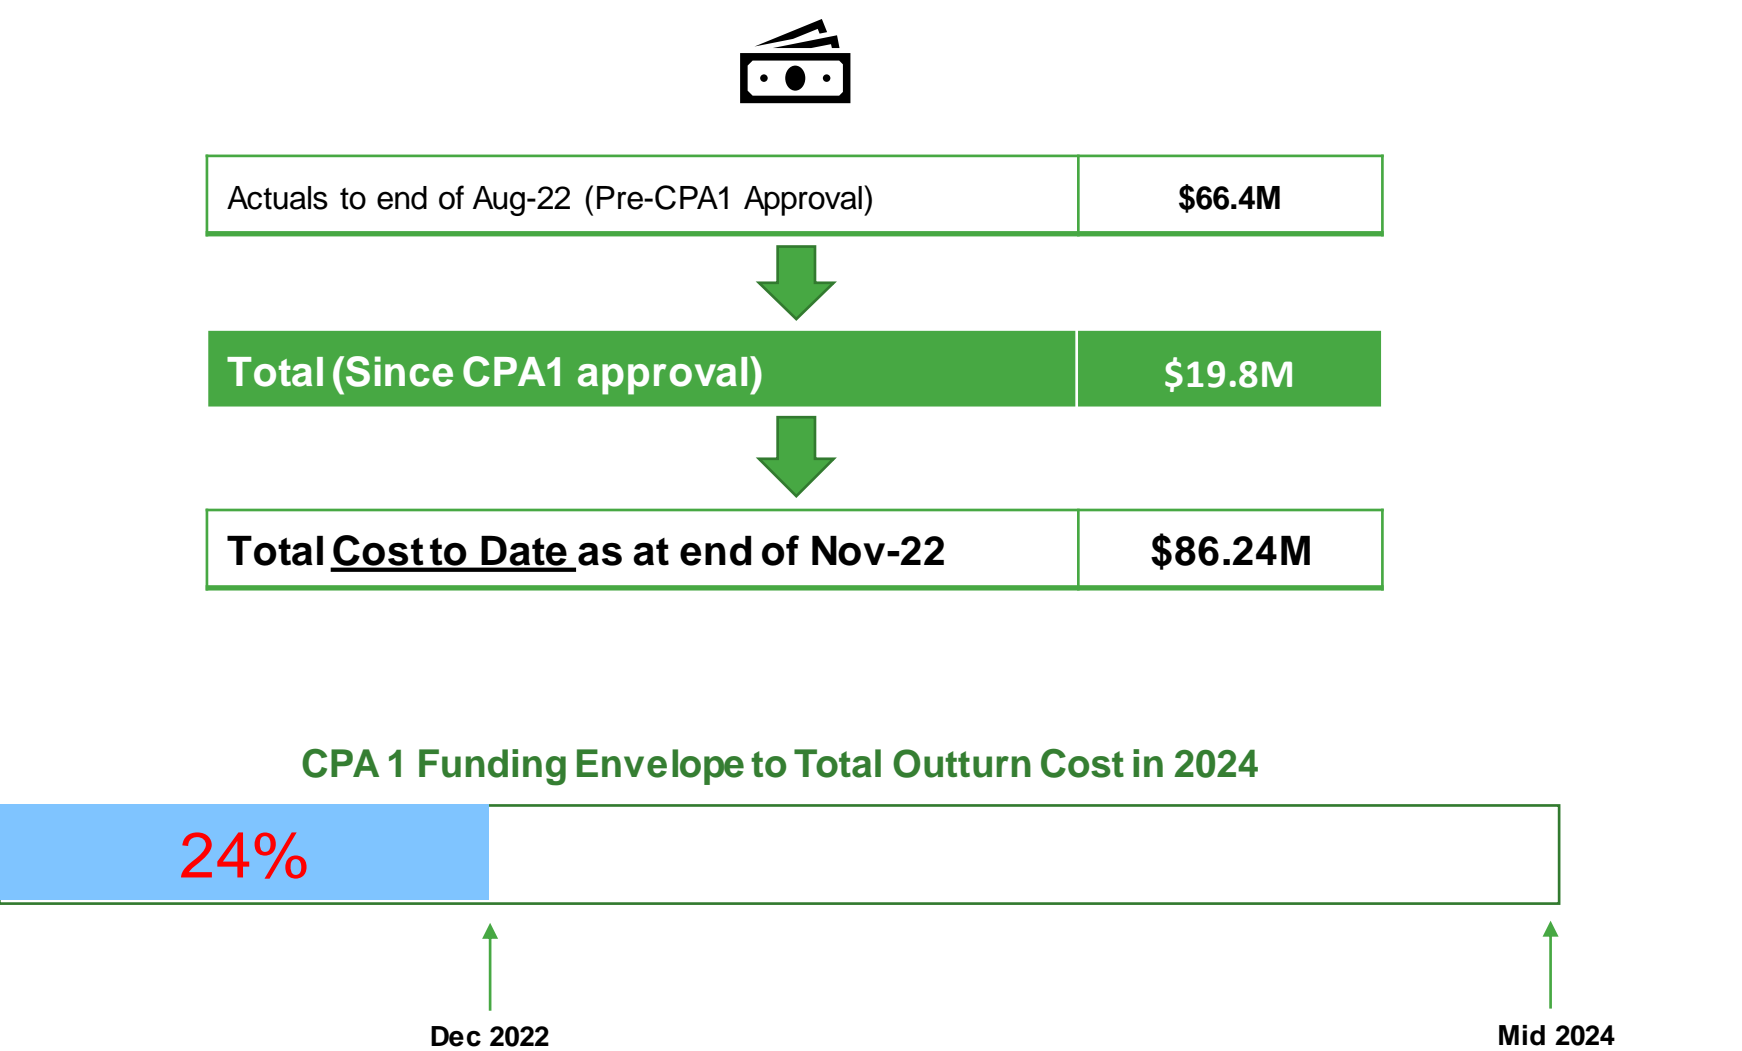 Actuals to end of Aug-22 (Pre-CPA1 Approval) $66.4M
Total (Since CPA1 approval) $19.8M
Total Cost to Date as at end of Nov-22 $86.24M
CPA 1 Funding Envelope to Total Outturn Cost in 2024
24%
Dec 2022 Mid 2024